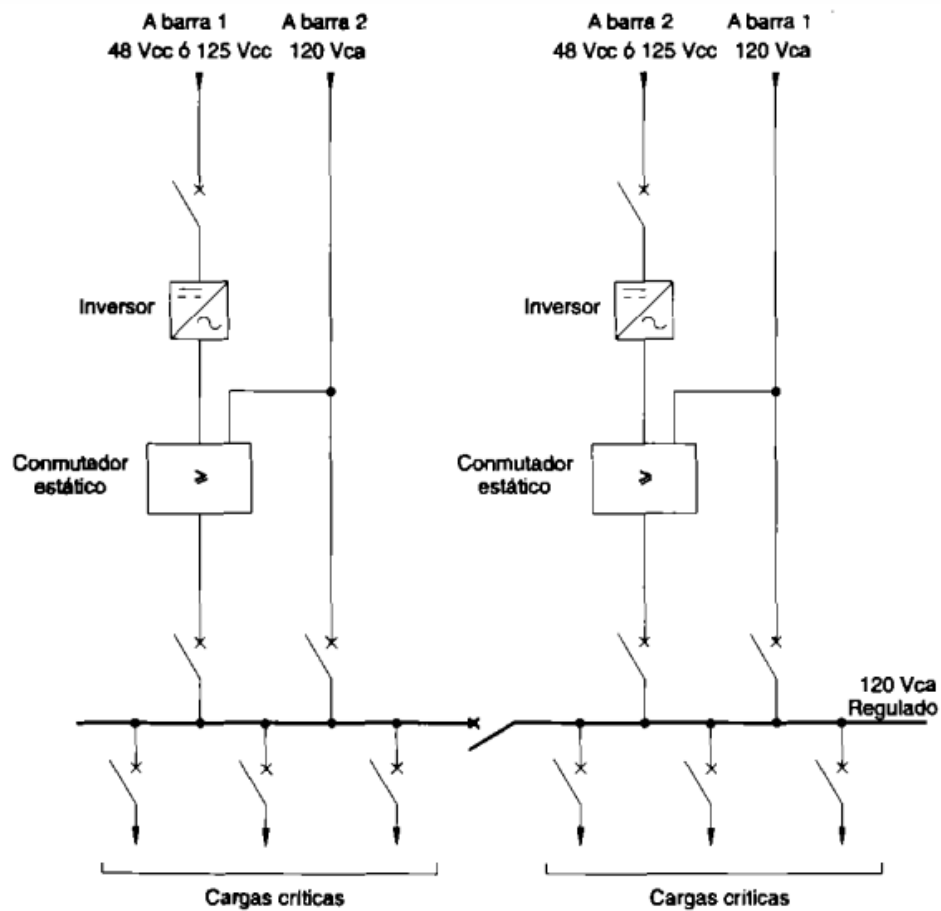 A barra 1
48 Vcc ó 125 Vcc
A barra 2
120 Vca
A barra 2
48 Vcc ó 125 Vcc
A barra 1
120 Vca
Inversor
Inversor
Conmutador
estático
Conmutador
estático
120 Vca
Regulado
Cargas críticas
Cargas críticas